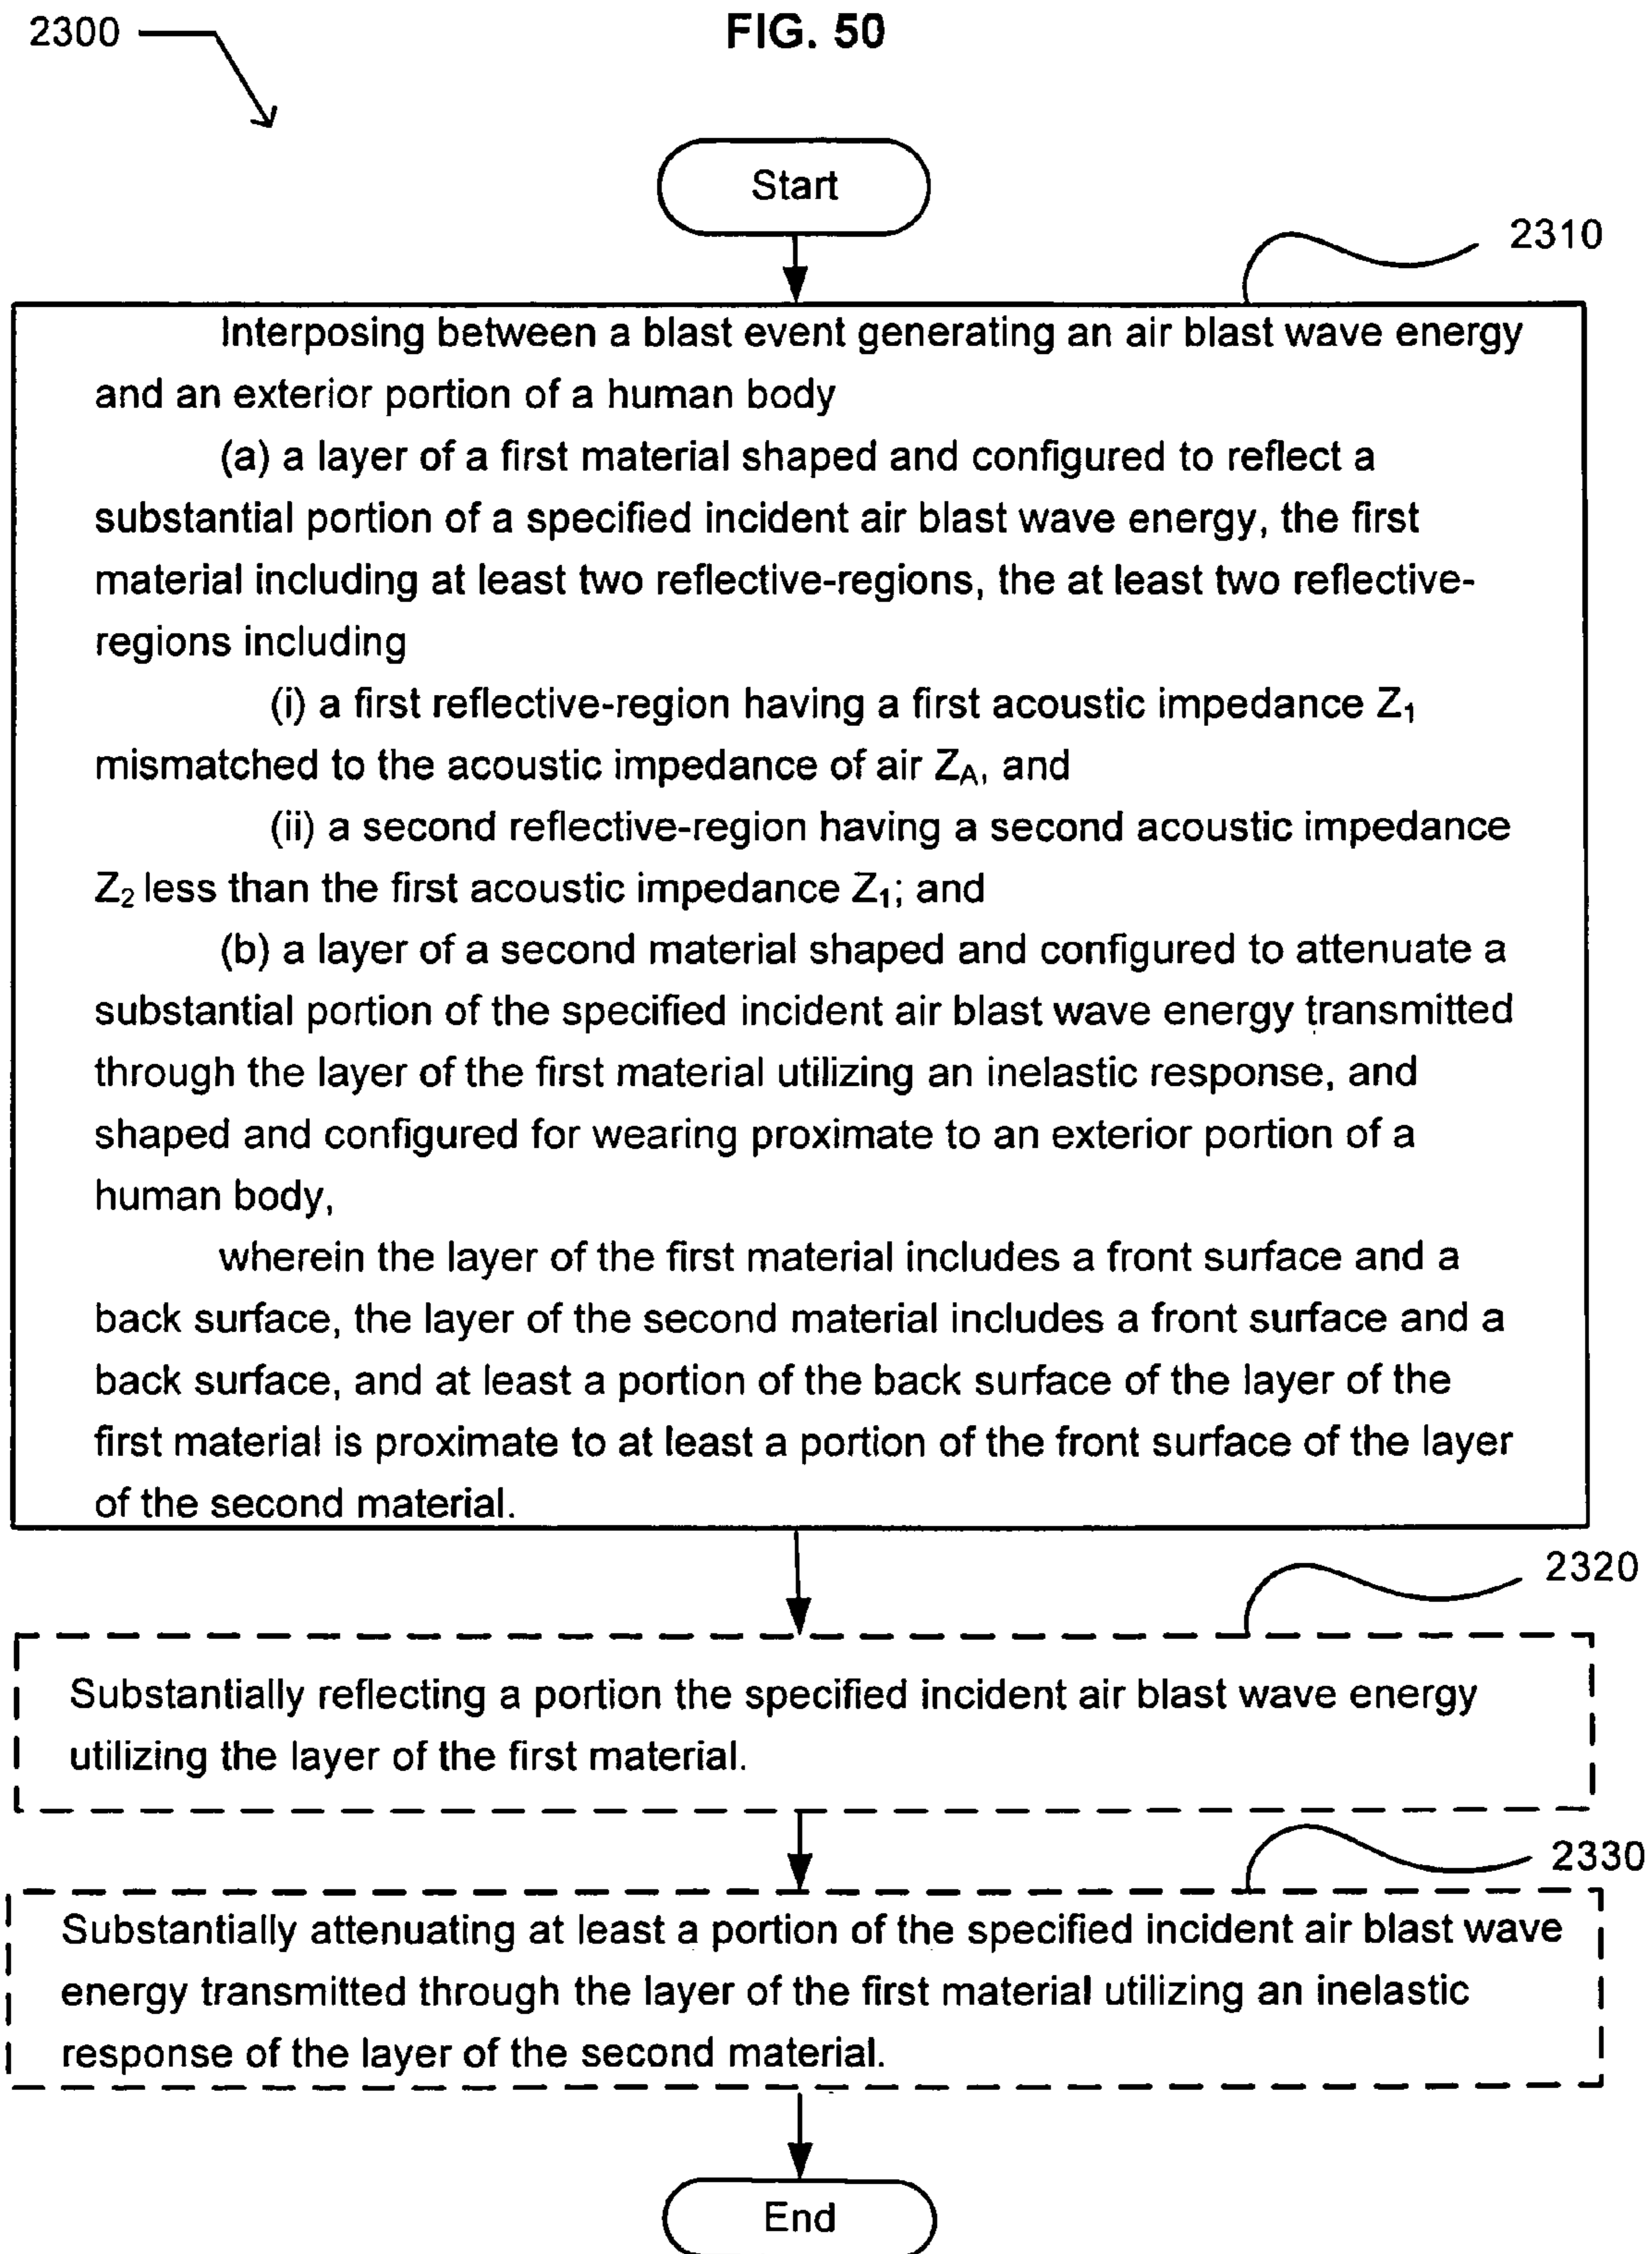 FIG. 50
2300
Start
2310
Interposing between a blast event generating an air blast wave energy
and an exterior portion of a human body
(a) a layer of a first material shaped and configured to reflect a
substantial portion of a specified incident air blast wave energy, the first
material including at least two reflective-regions, the at least two reflective-
regions including
(i) a first reflective-region having a first acoustic impedance Z₁
mismatched to the acoustic impedance of air Z_A, and
(ii) a second reflective-region having a second acoustic impedance
Z₂ less than the first acoustic impedance Z₁; and
(b) a layer of a second material shaped and configured to attenuate a
substantial portion of the specified incident air blast wave energy transmitted
through the layer of the first material utilizing an inelastic response, and
shaped and configured for wearing proximate to an exterior portion of a
human body,
wherein the layer of the first material includes a front surface and a
back surface, the layer of the second material includes a front surface and a
back surface, and at least a portion of the back surface of the layer of the
first material is proximate to at least a portion of the front surface of the layer
of the second material.
2320
Substantially reflecting a portion the specified incident air blast wave energy
utilizing the layer of the first material.
2330
Substantially attenuating at least a portion of the specified incident air blast wave
energy transmitted through the layer of the first material utilizing an inelastic
response of the layer of the second material.
End